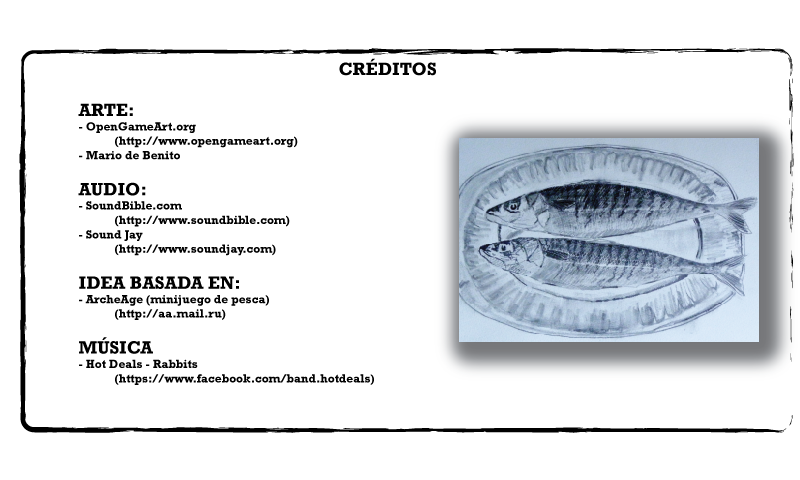 CRÉDITOS
ARTE:
- OpenGameArt.org
(http://www.opengameart.org)
- Mario de Benito
AUDIO:
- SoundBible.com
(http://www.soundbible.com)
- Sound Jay
(http://www.soundjay.com)
IDEA BASADA EN:
- ArcheAge (minijuego de pesca)
(http://aa.mail.ru)
MÚSICA
- Hot Deals - Rabbits
(https://www.facebook.com/band.hotdeals)